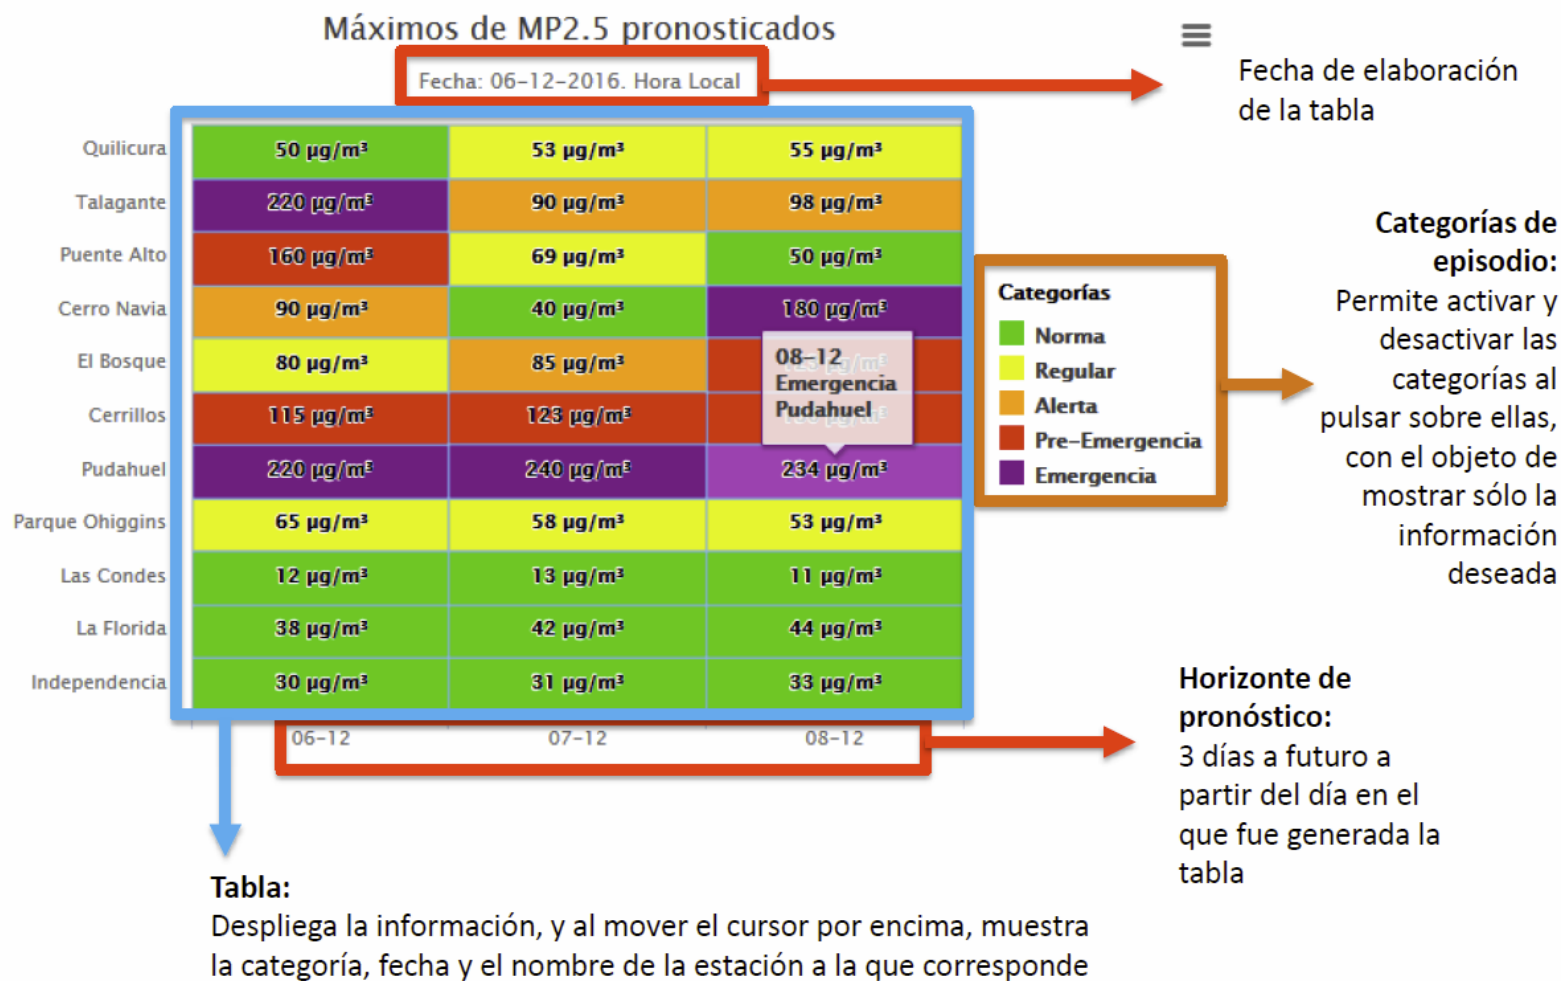 Máximos de MP2.5 pronosticados
Fecha: 06-12-2016. Hora Local
Fecha de elaboración
de la tabla
Quilicura 50 µg/m³ 53 µg/m³ 55 µg/m³
Talagante 220 µg/m³ 90 µg/m³ 98 µg/m³
Puente Alto 160 µg/m³ 69 µg/m³ 50 µg/m³
Cerro Navia 90 µg/m³ 40 µg/m³ 180 µg/m³
El Bosque 80 µg/m³ 85 µg/m³
Cerrillos 115 µg/m³ 123 µg/m³
Pudahuel 220 µg/m³ 240 µg/m³ 234 µg/m³
Parque Ohiggins 65 µg/m³ 58 µg/m³ 53 µg/m³
Las Condes 12 µg/m³ 13 µg/m³ 11 µg/m³
La Florida 38 µg/m³ 42 µg/m³ 44 µg/m³
Independencia 30 µg/m³ 31 µg/m³ 33 µg/m³
06-12 07-12 08-12
08-12
Emergencia
Pudahuel
Categorías
Norma
Regular
Alerta
Pre-Emergencia
Emergencia
Categorías de
episodio:
Permite activar y
desactivar las
categorías al
pulsar sobre ellas,
con el objeto de
mostrar sólo la
información
deseada
Horizonte de
pronóstico:
3 días a futuro a
partir del día en el
que fue generada la
tabla
Tabla:
Despliega la información, y al mover el cursor por encima, muestra
la categoría, fecha y el nombre de la estación a la que corresponde